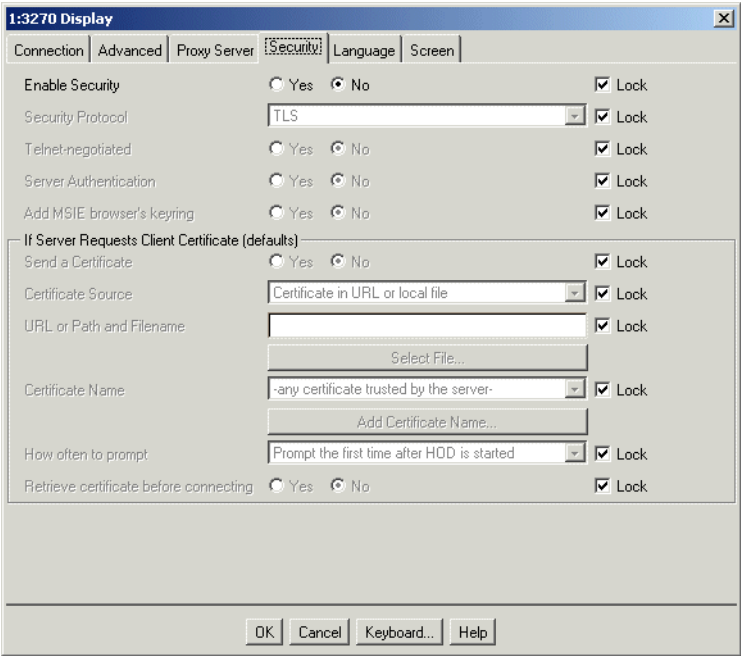 1:3270 Display
Connection Advanced Proxy Server Security Language Screen
Enable Security Yes No Lock
Security Protocol TLS Lock
Telnet-negotiated Yes No Lock
Server Authentication Yes No Lock
Add MSIE browser's keyring Yes No Lock
If Server Requests Client Certificate (defaults)
Send a Certificate Yes No Lock
Certificate Source Certificate in URL or local file Lock
URL or Path and Filename Lock
Select File...
Certificate Name -any certificate trusted by the server- Lock
Add Certificate Name...
How often to prompt Prompt the first time after HOD is started Lock
Retrieve certificate before connecting Yes No Lock
OK Cancel Keyboard... Help